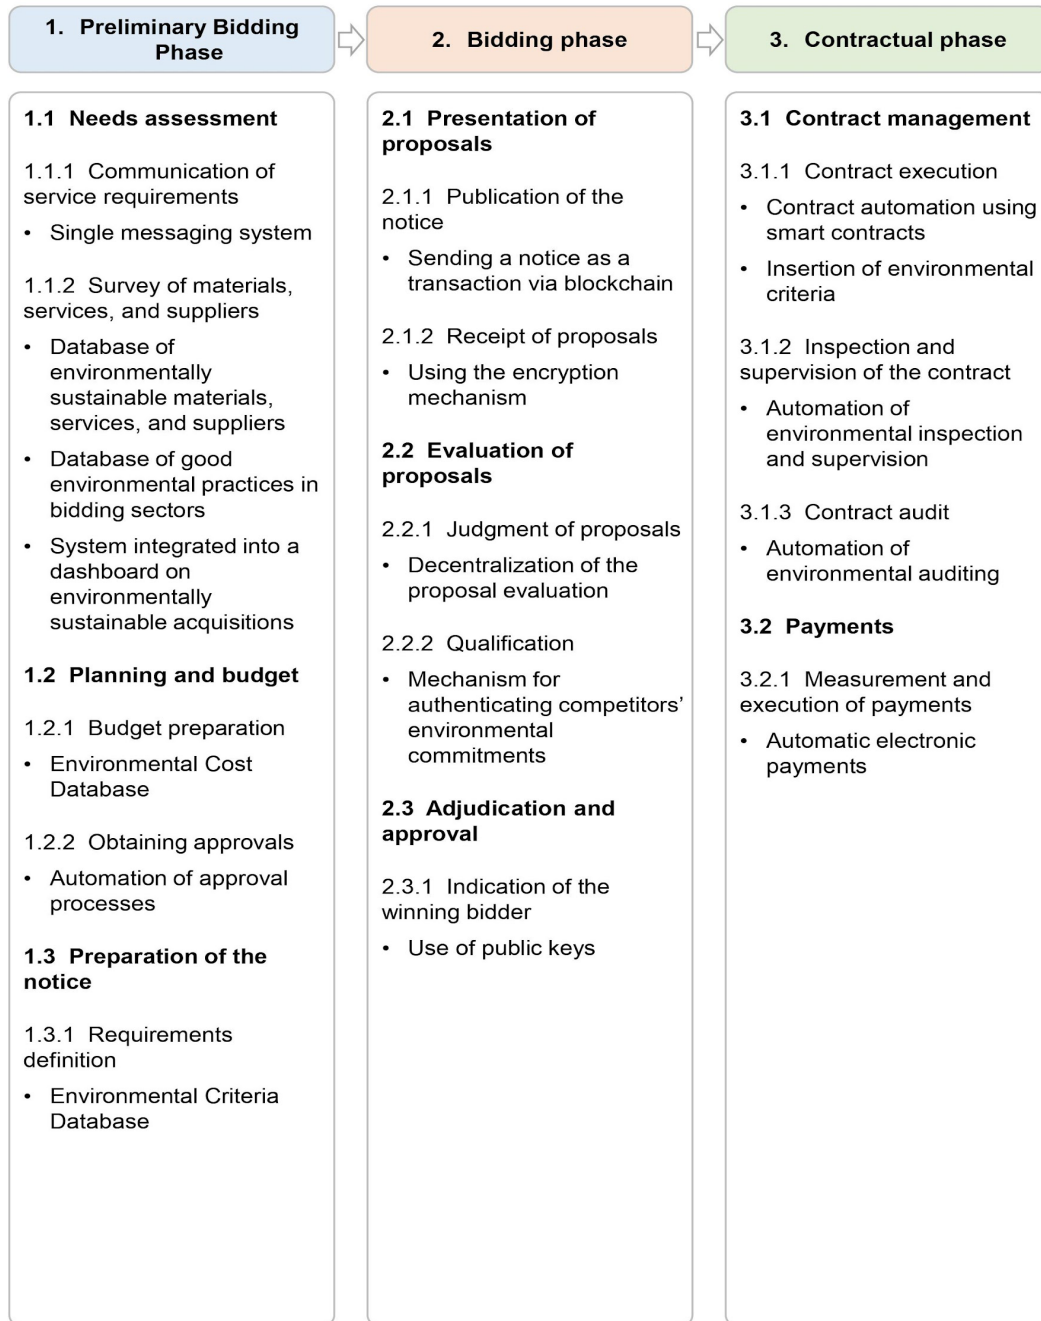 1. Preliminary Bidding
Phase
2. Bidding phase
3. Contractual phase
1.1 Needs assessment
1.1.1 Communication of
service requirements
• Single messaging system
1.1.2 Survey of materials,
services, and suppliers
• Database of
environmentally
sustainable materials,
services, and suppliers
• Database of good
environmental practices in
bidding sectors
• System integrated into a
dashboard on
environmentally
sustainable acquisitions
1.2 Planning and budget
1.2.1 Budget preparation
• Environmental Cost
Database
1.2.2 Obtaining approvals
• Automation of approval
processes
1.3 Preparation of the
notice
1.3.1 Requirements
definition
• Environmental Criteria
Database
2.1 Presentation of
proposals
2.1.1 Publication of the
notice
• Sending a notice as a
transaction via blockchain
2.1.2 Receipt of proposals
• Using the encryption
mechanism
2.2 Evaluation of
proposals
2.2.1 Judgment of proposals
• Decentralization of the
proposal evaluation
2.2.2 Qualification
• Mechanism for
authenticating competitors’
environmental
commitments
2.3 Adjudication and
approval
2.3.1 Indication of the
winning bidder
• Use of public keys
3.1 Contract management
3.1.1 Contract execution
• Contract automation using
smart contracts
• Insertion of environmental
criteria
3.1.2 Inspection and
supervision of the contract
• Automation of
environmental inspection
and supervision
3.1.3 Contract audit
• Automation of
environmental auditing
3.2 Payments
3.2.1 Measurement and
execution of payments
• Automatic electronic
payments